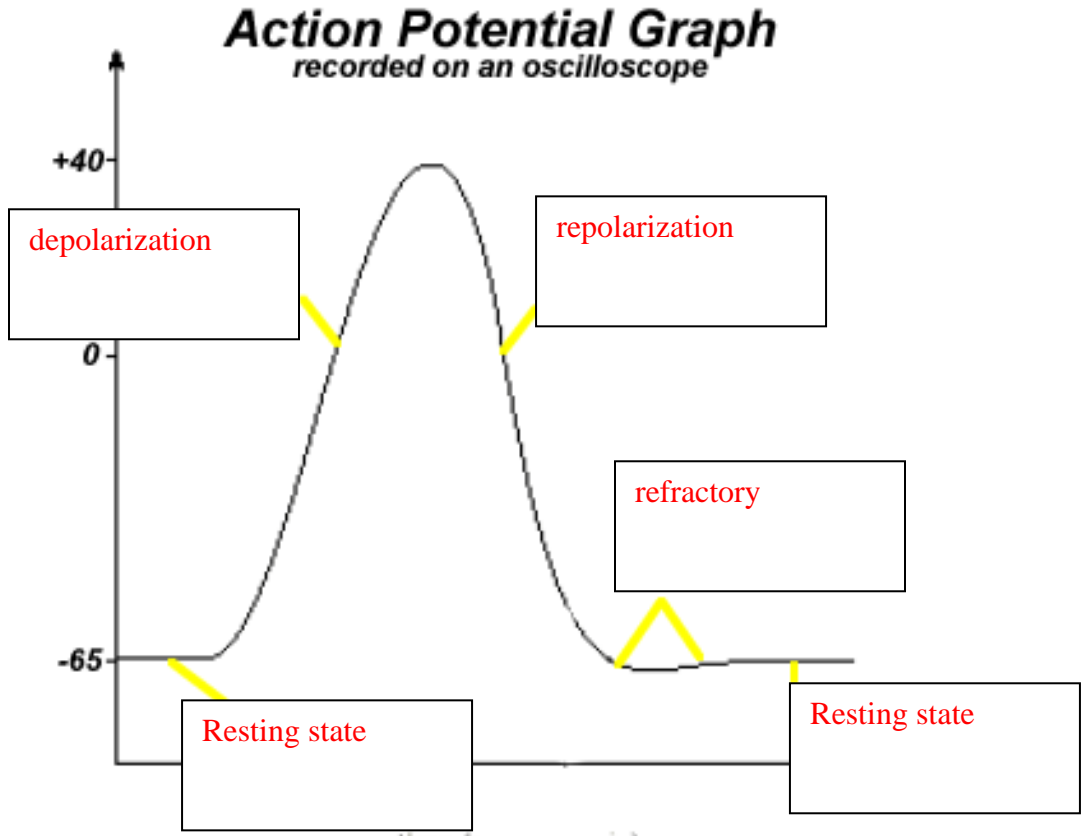 Action Potential Graph
recorded on an oscilloscope
+40
depolarization
repolarization
0
refractory
-65
Resting state
Resting state